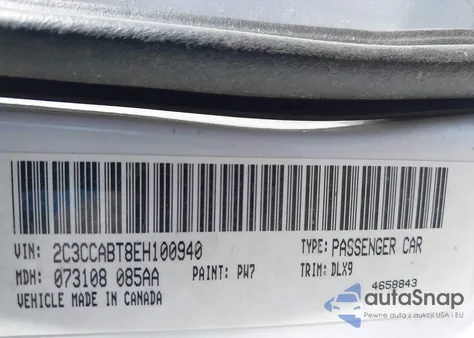 VIN: 2C3CCABT8EH100940 TYPE: PASSENGER CAR
MDH: 073108 085AA PAINT: PW7 TRIM: DLX9
VEHICLE MADE IN CANADA
4658843
autoSnap
Pewne auta z aukcji USA i EU